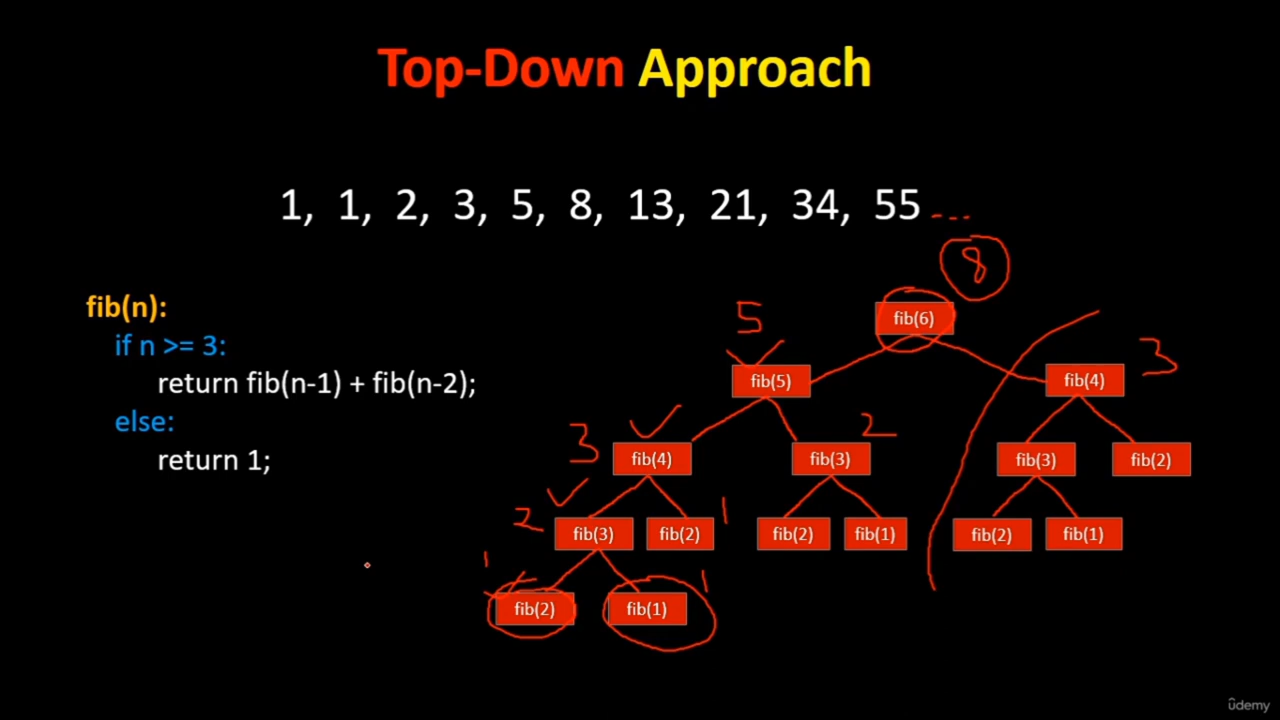 Top-Down Approach
1, 1, 2, 3, 5, 8, 13, 21, 34, 55 ...
8
fib(n):
if n >= 3:
return fib(n-1) + fib(n-2);
else:
return 1;
fib(6)
5
fib(5)
fib(4)
3
3
fib(4)
fib(3)
2
fib(3)
fib(2)
2
fib(3)
fib(2)
1
fib(2)
fib(1)
fib(2)
fib(1)
1
fib(2)
fib(1)
1
ûdemy